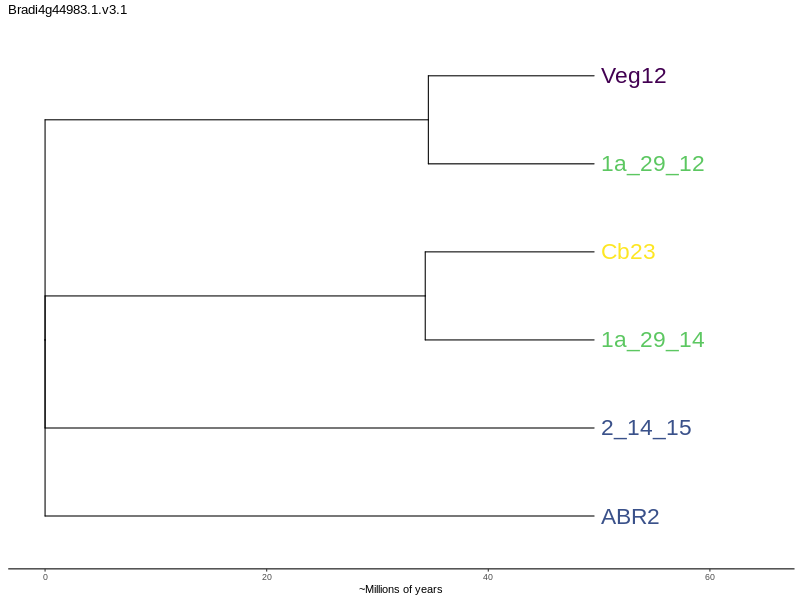 Bradi4g44983.1.v3.1
Veg12
1a_29_12
Cb23
1a_29_14
2_14_15
ABR2
0 20 40 60
~Millions of years